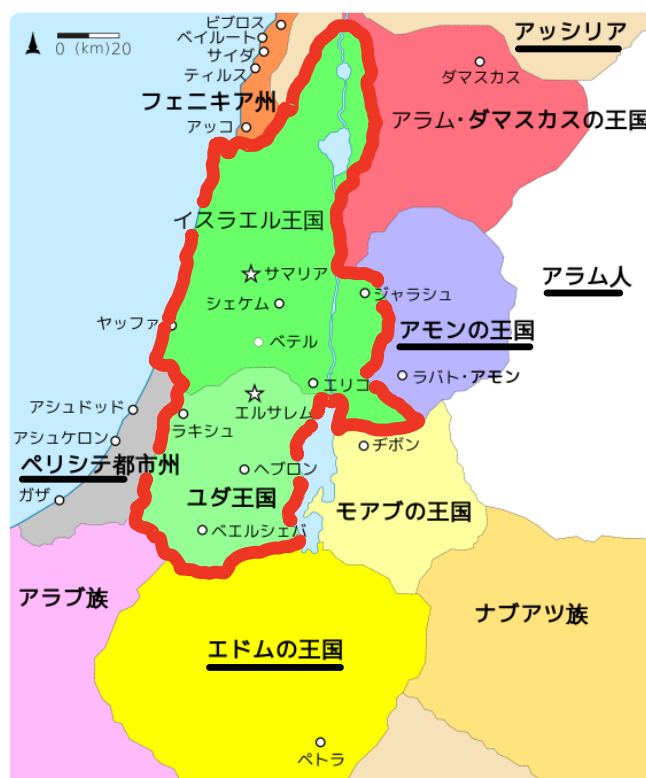 ビブロス
ベイルート
サイダ
ティルス
アッシリア
0 (km)20
ダマスカス
フェニキア州
アッコ
アラム・ダマスカスの王国
イスラエル王国
サマリア
アラム人
シェケム
ジャラシュ
ヤッファ
アモンの王国
ベテル
エリコ
ラバト・アモン
アシュドッド
エルサレム
ラキシュ
アシュケロン
ヂボン
ペリシテ都市州
ヘブロン
ガザ
ユダ王国
モアブの王国
ベエルシェバ
アラブ族
ナブアツ族
エドムの王国
ペトラ